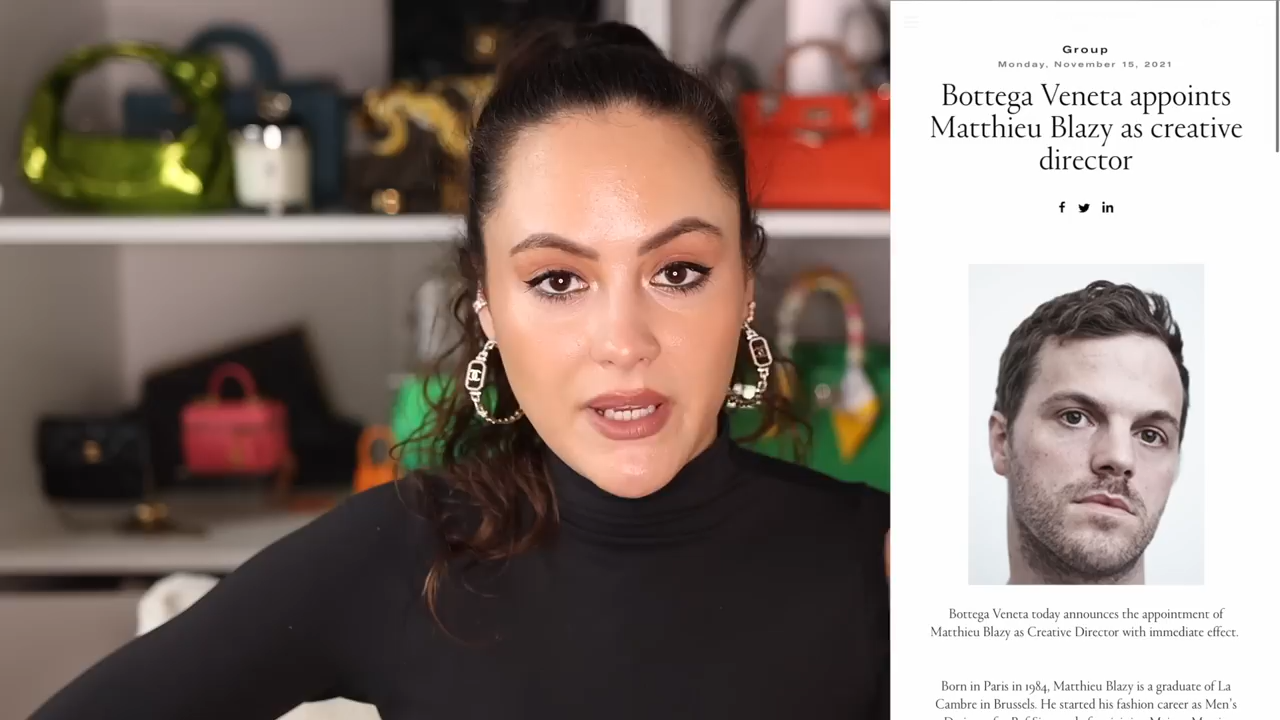 Group
Monday, November 15, 2021
Bottega Veneta appoints
Matthieu Blazy as creative
director
Bottega Veneta today announces the appointment of
Matthieu Blazy as Creative Director with immediate effect.
Born in Paris in 1984, Matthieu Blazy is a graduate of La
Cambre in Brussels. He started his fashion career as Men's